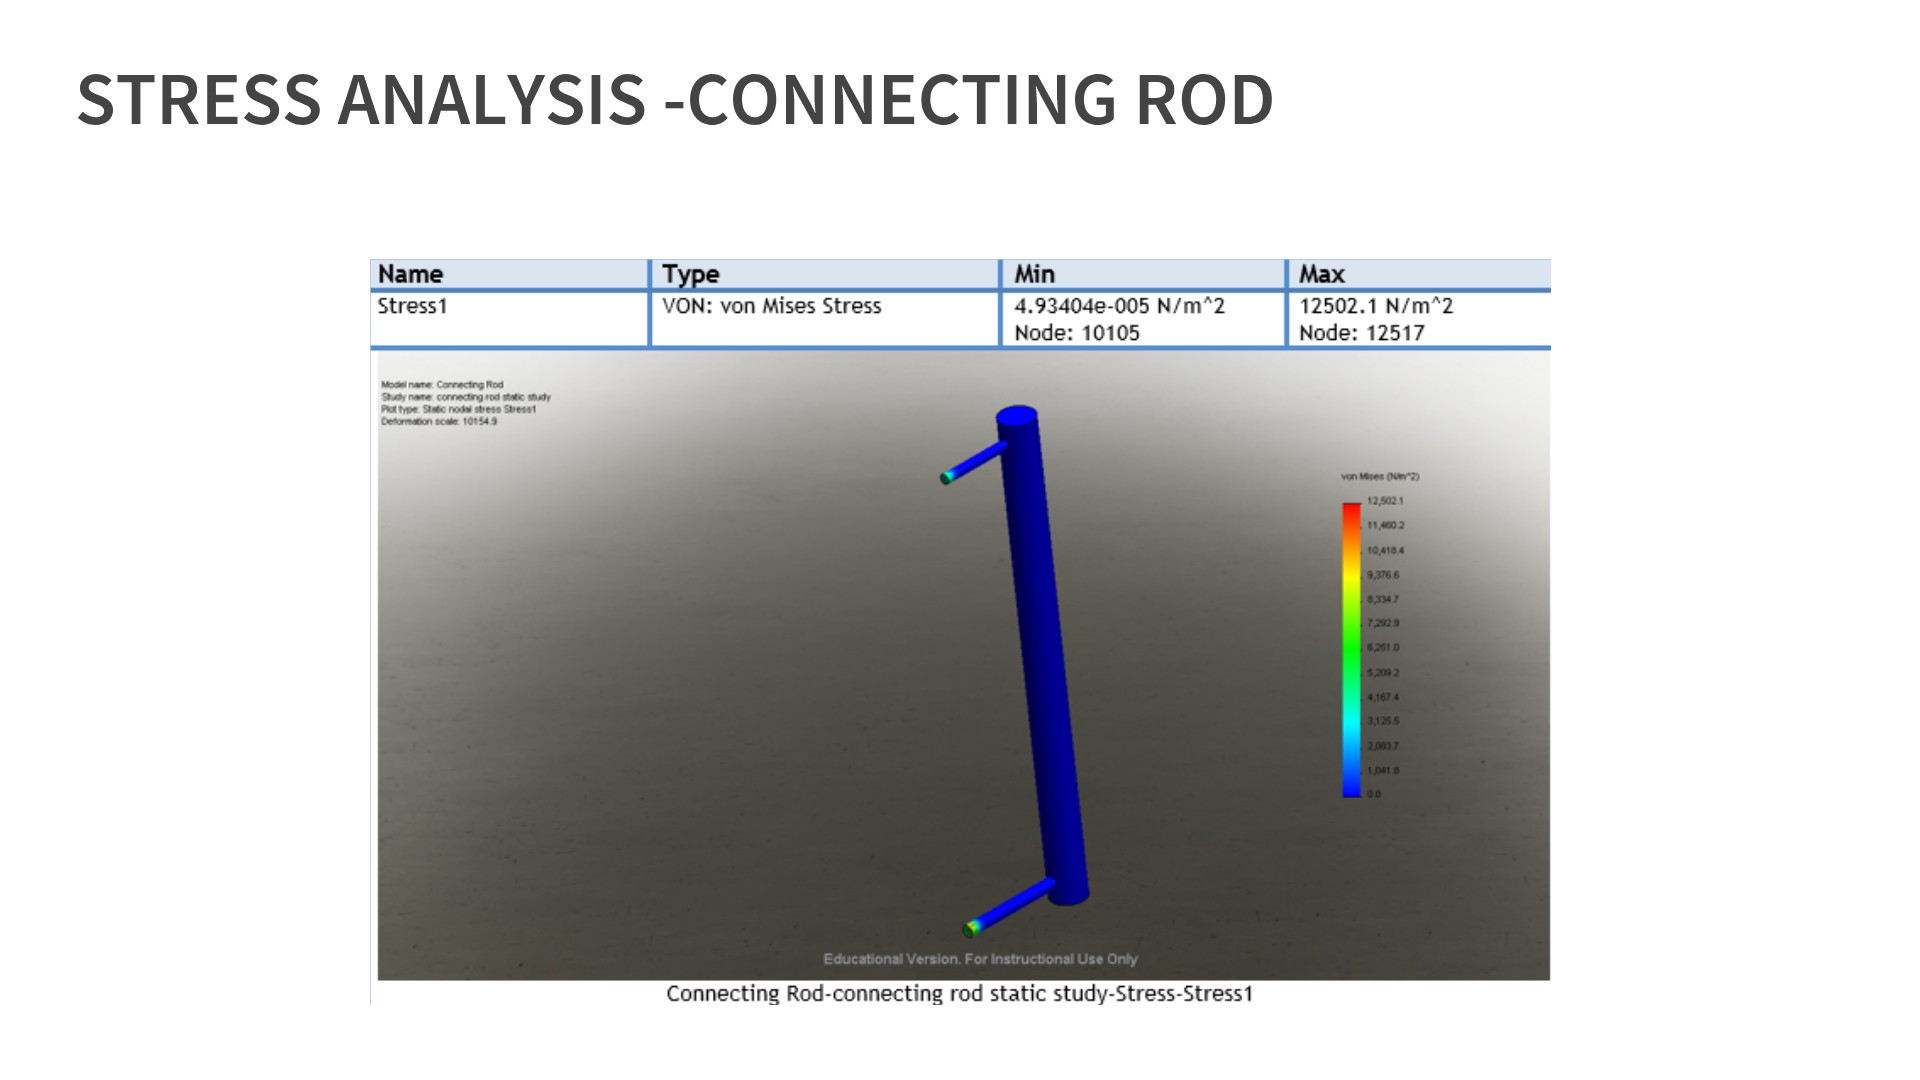 STRESS ANALYSIS -CONNECTING ROD
Name Type Min Max
Stress1 VON: von Mises Stress 4.93404e-005 N/m^2 12502.1 N/m^2
Node: 10105 Node: 12517
Model name: Connecting Rod
Study name: connecting rod static study
Plot type: Static nodal stress Stress1
Deformation scale: 10154.9
von Mises (N/m^2)
12,502.1
11,460.2
10,418.4
9,376.6
8,334.7
7,292.9
6,251.0
5,209.2
4,167.4
3,125.5
2,083.7
1,041.8
0.0
Educational Version. For Instructional Use Only
Connecting Rod-connecting rod static study-Stress-Stress1